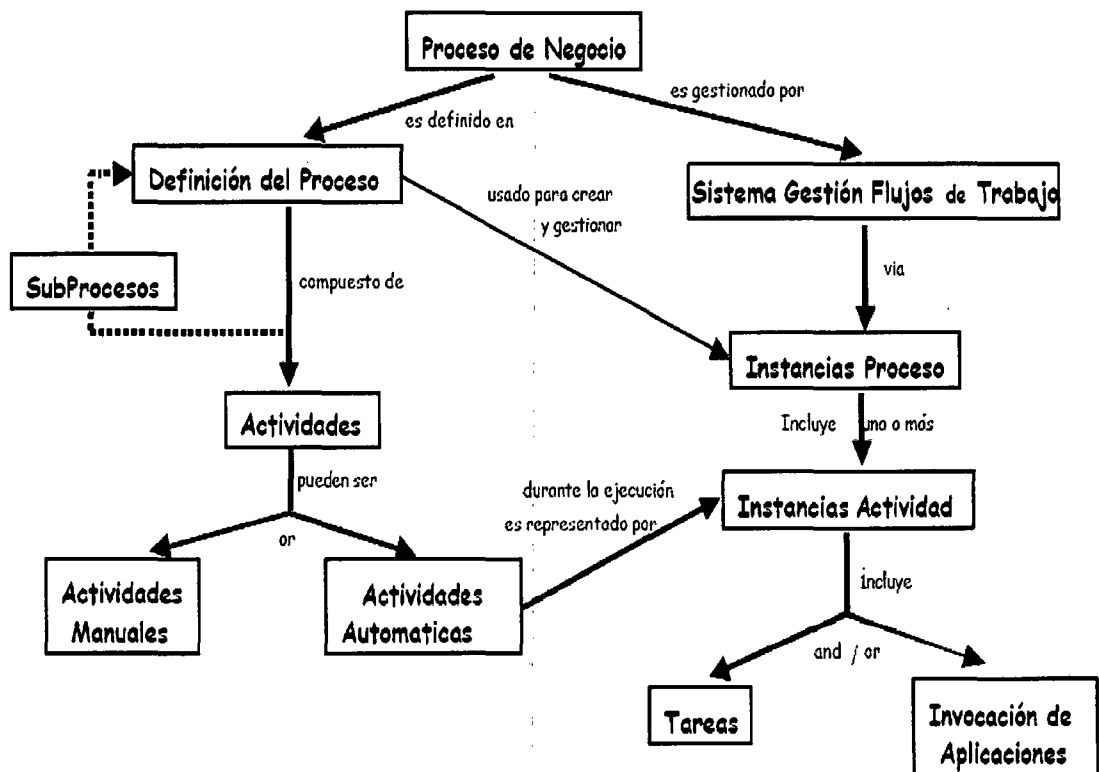 Proceso de Negocio
es gestionado por
es definido en
Definición del Proceso
Sistema Gestión Flujos de Trabajo
usado para crear
y gestionar
SubProcesos
compuesto de
via
Instancias Proceso
Actividades
Incluye uno o más
pueden ser
durante la ejecución
es representado por
Instancias Actividad
or
Actividades
Manuales
Actividades
Automaticas
incluye
and / or
Tareas
Invocación de
Aplicaciones